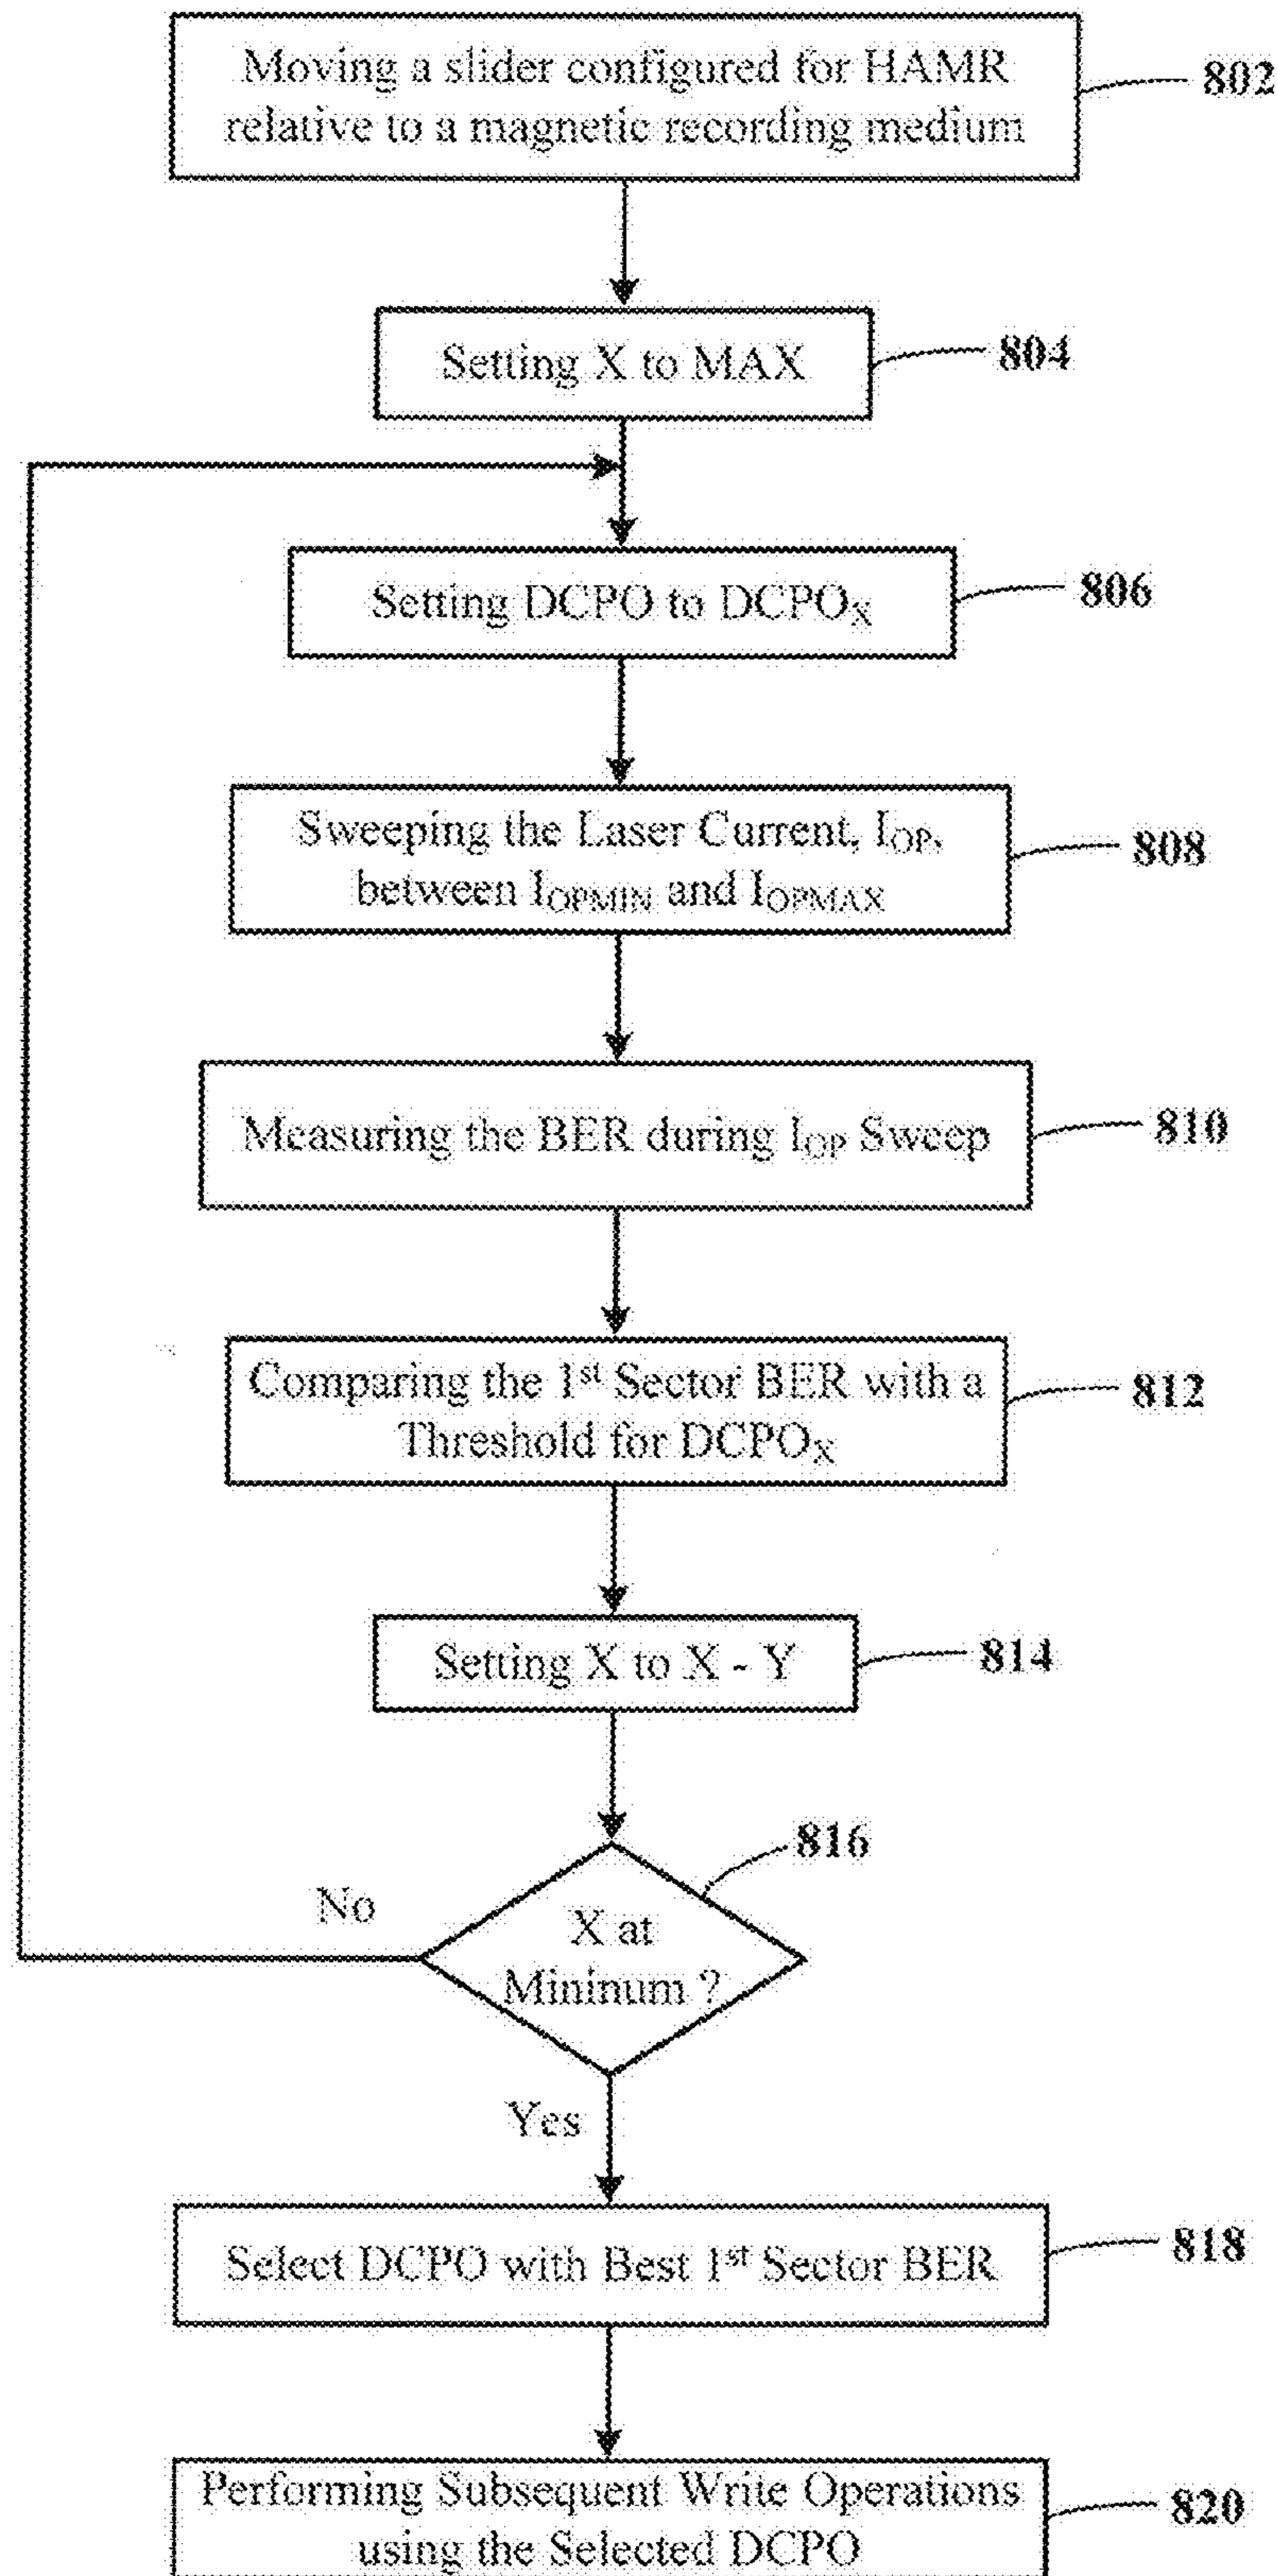 Moving a slider configured for HAMR
relative to a magnetic recording medium
802
Setting X to MAX
804
Setting DCPO to DCPOX
806
Sweeping the Laser Current, IOP,
between IOPMIN and IOPMAX
808
Measuring the BER during IOP Sweep
810
Comparing the 1st Sector BER with a
Threshold for DCPOX
812
Setting X to X - Y
814
816
No
X at
Mininum ?
Yes
Select DCPO with Best 1st Sector BER
818
Performing Subsequent Write Operations
using the Selected DCPO
820